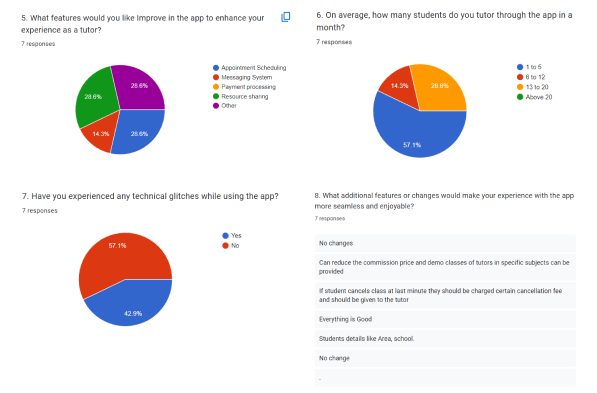 5. What features would you like Improve in the app to enhance your
experience as a tutor?
7 responses
Appointment Scheduling
Messaging System
Payment processing
Resource sharing
Other
28.6%
28.6%
14.3%
28.6%
6. On average, how many students do you tutor through the app in a
month?
7 responses
1 to 5
6 to 12
13 to 20
Above 20
14.3%
28.6%
57.1%
7. Have you experienced any technical glitches while using the app?
7 responses
Yes
No
57.1%
42.9%
8. What additional features or changes would make your experience with the app
more seamless and enjoyable?
7 responses
No changes
Can reduce the commission price and demo classes of tutors in specific subjects can be
provided
If student cancels class at last minute they should be charged certain cancellation fee
and should be given to the tutor
Everything is Good
Students details like Area, school.
No change
.